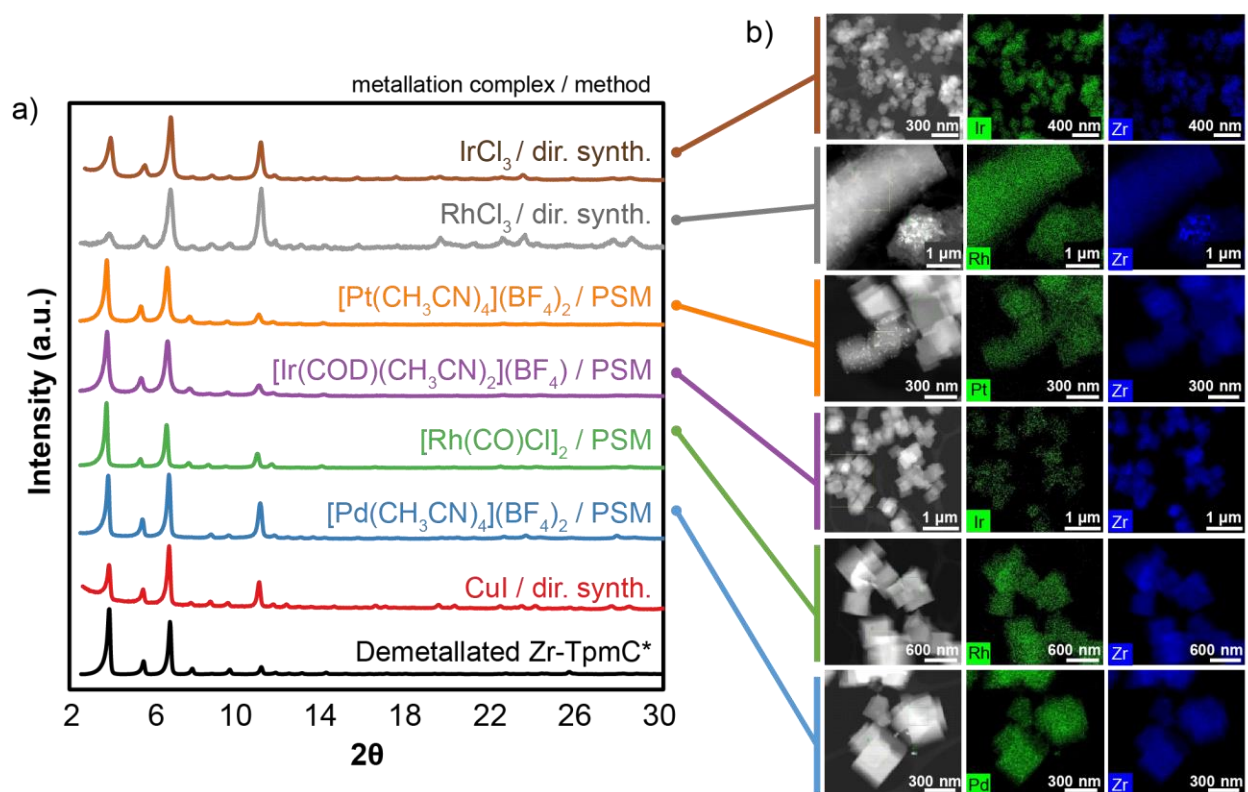 a)
metallation complex / method
IrCl₃ / dir. synth.
RhCl₃ / dir. synth.
[Pt(CH₃CN)₄](BF₄)₂ / PSM
[Ir(COD)(CH₃CN)₂](BF₄) / PSM
[Rh(CO)Cl]₂ / PSM
[Pd(CH₃CN)₄](BF₄)₂ / PSM
CuI / dir. synth.
Demetallated Zr-TpmC*
Intensity (a.u.)
2 6 10 14 18 22 26 30
2θ
b)
300 nm Ir 400 nm Zr 400 nm
1 µm Rh 1 µm Zr 1 µm
300 nm Pt 300 nm Zr 300 nm
1 µm Ir 1 µm Zr 1 µm
600 nm Rh 600 nm Zr 600 nm
300 nm Pd 300 nm Zr 300 nm